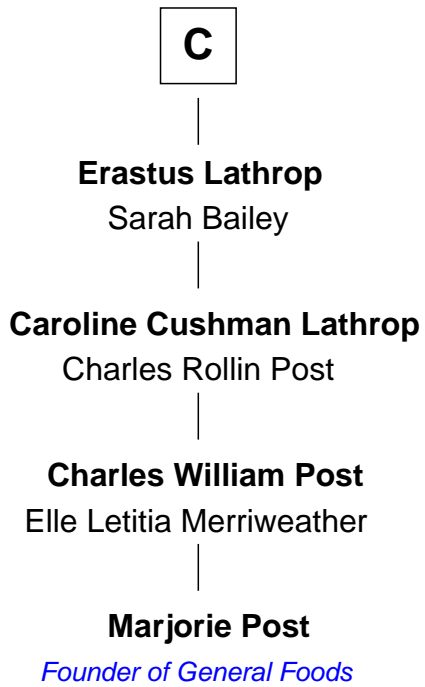 C
Erastus Lathrop
Sarah Bailey
Caroline Cushman Lathrop
Charles Rollin Post
Charles William Post
Elle Letitia Merriweather
Marjorie Post
Founder of General Foods